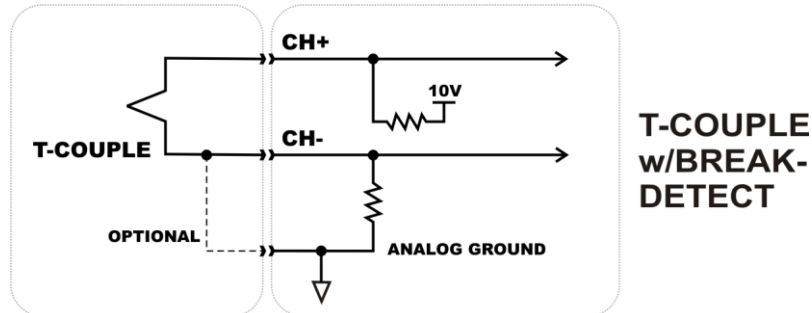 CH+
10V
T-COUPLE
CH-
OPTIONAL
ANALOG GROUND
T-COUPLE
w/BREAK-
DETECT